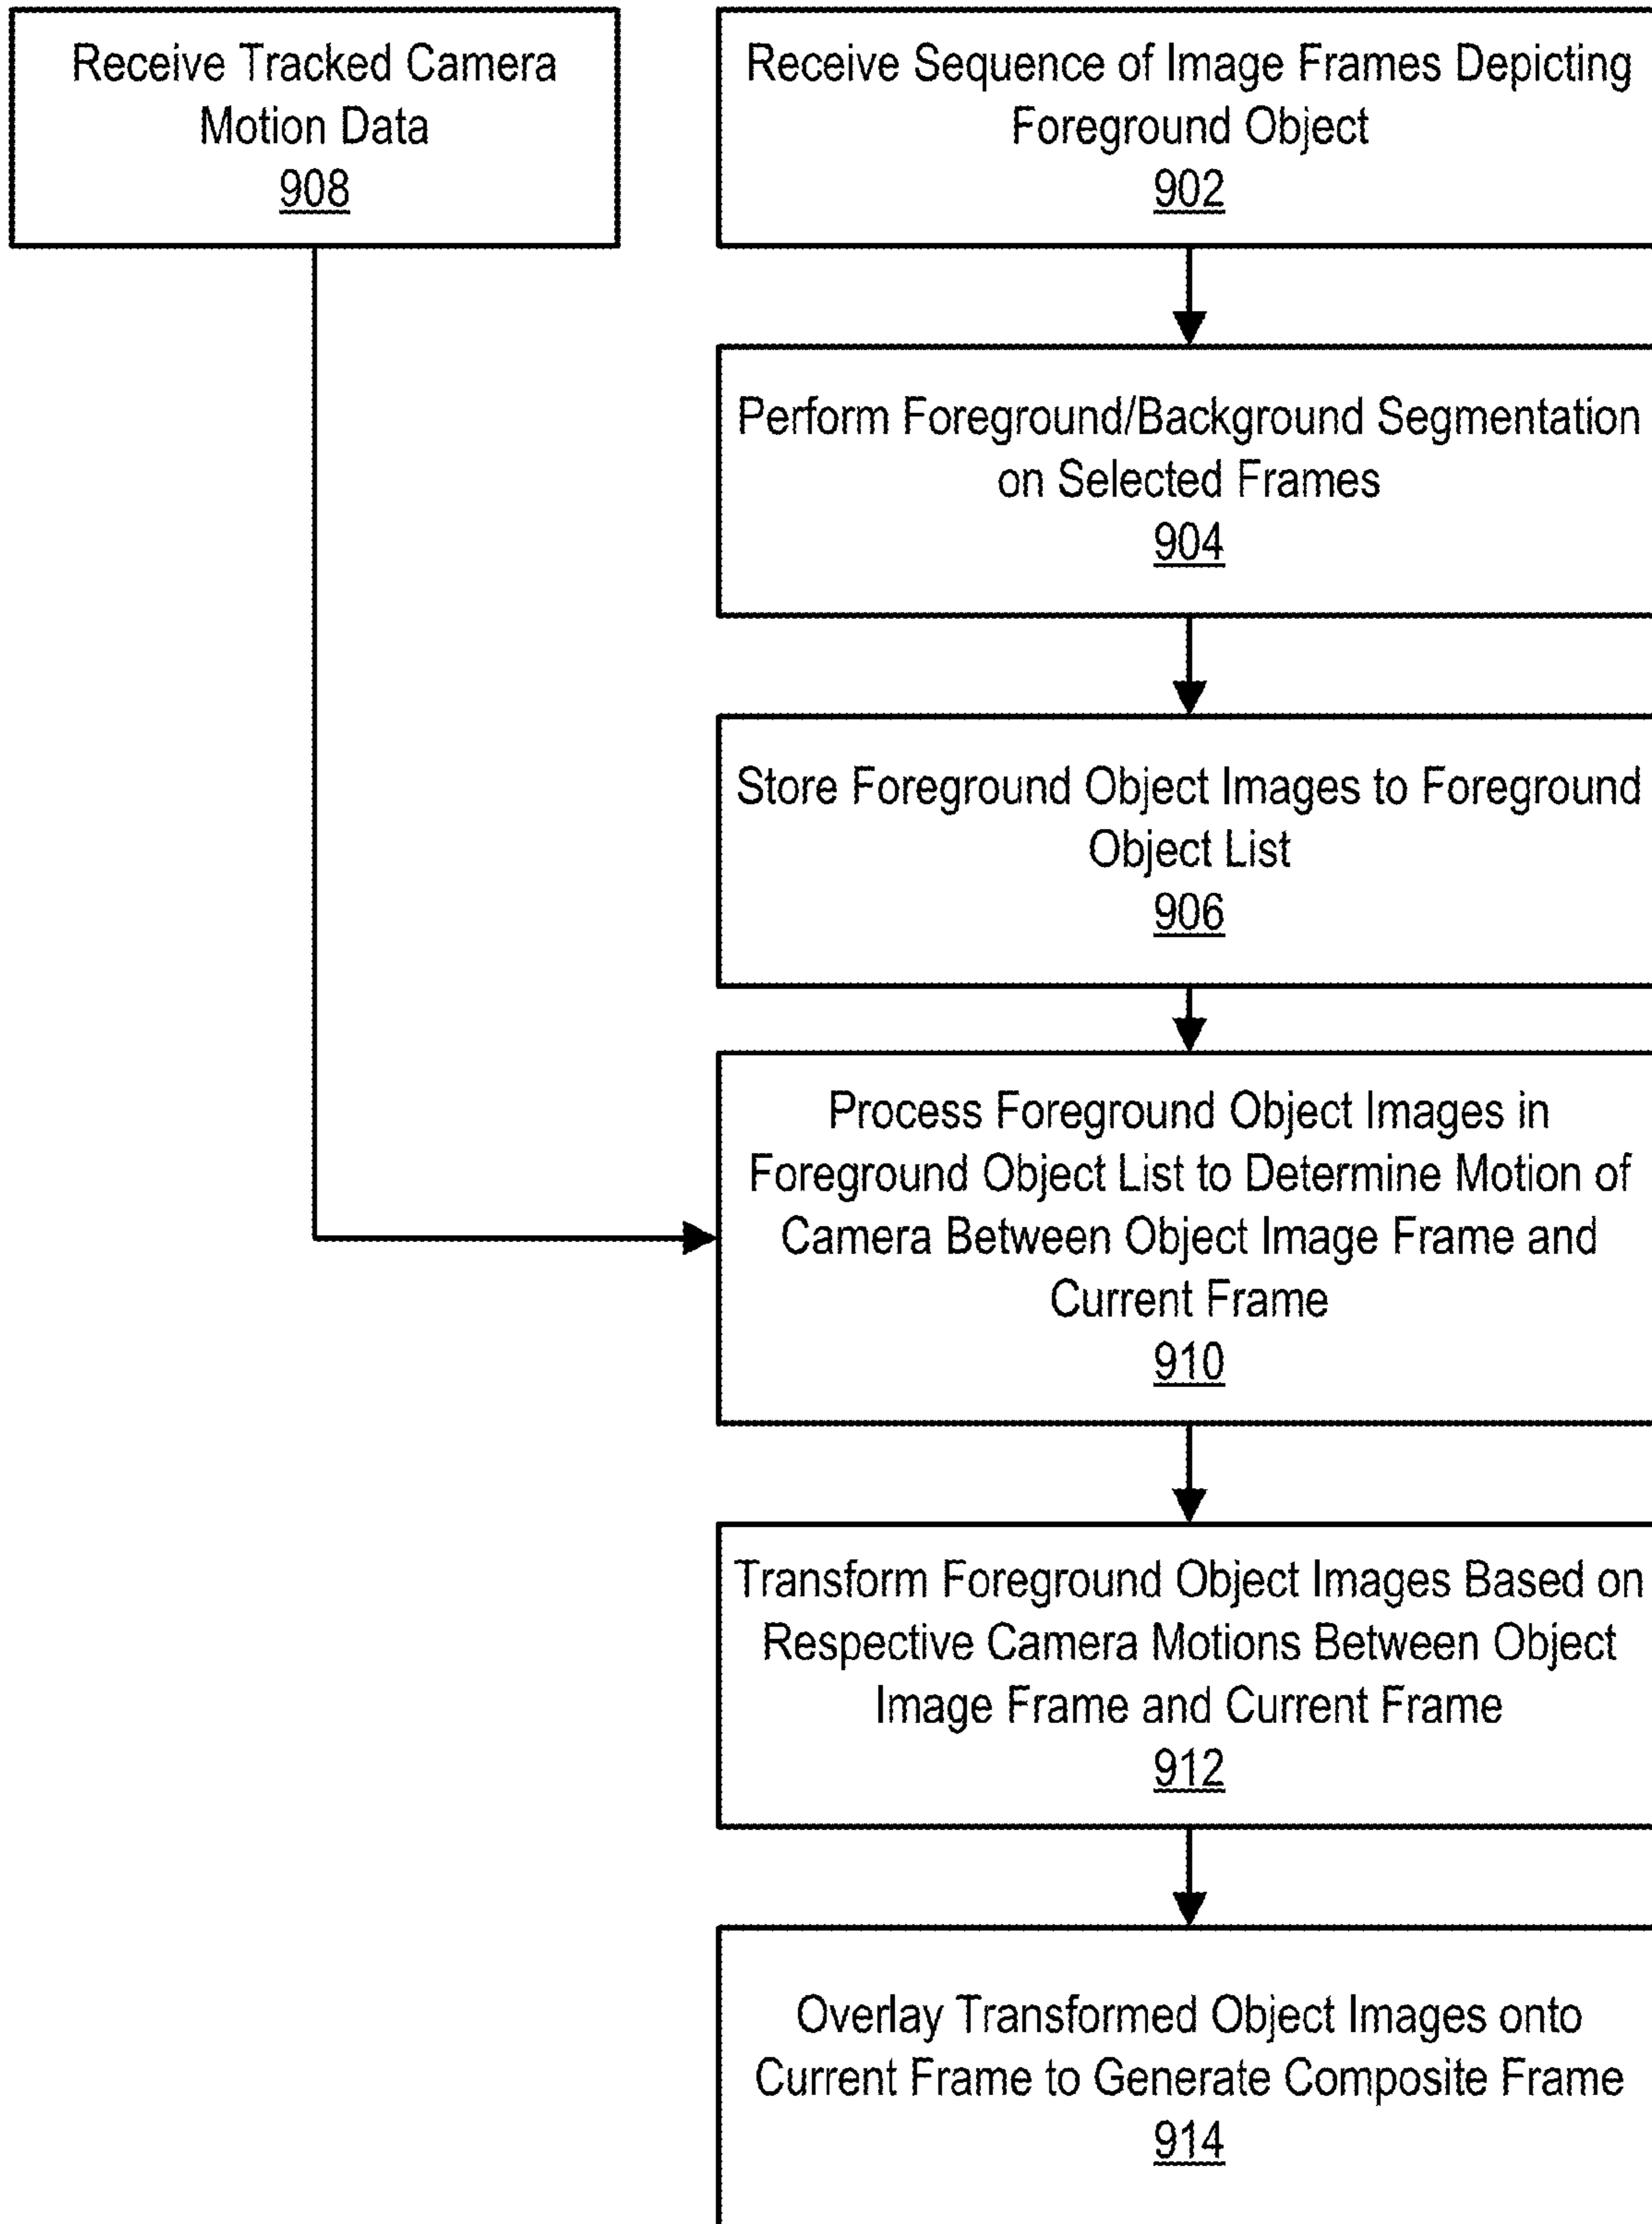 Receive Tracked Camera
Motion Data
908
Receive Sequence of Image Frames Depicting
Foreground Object
902
Perform Foreground/Background Segmentation
on Selected Frames
904
Store Foreground Object Images to Foreground
Object List
906
Process Foreground Object Images in
Foreground Object List to Determine Motion of
Camera Between Object Image Frame and
Current Frame
910
Transform Foreground Object Images Based on
Respective Camera Motions Between Object
Image Frame and Current Frame
912
Overlay Transformed Object Images onto
Current Frame to Generate Composite Frame
914